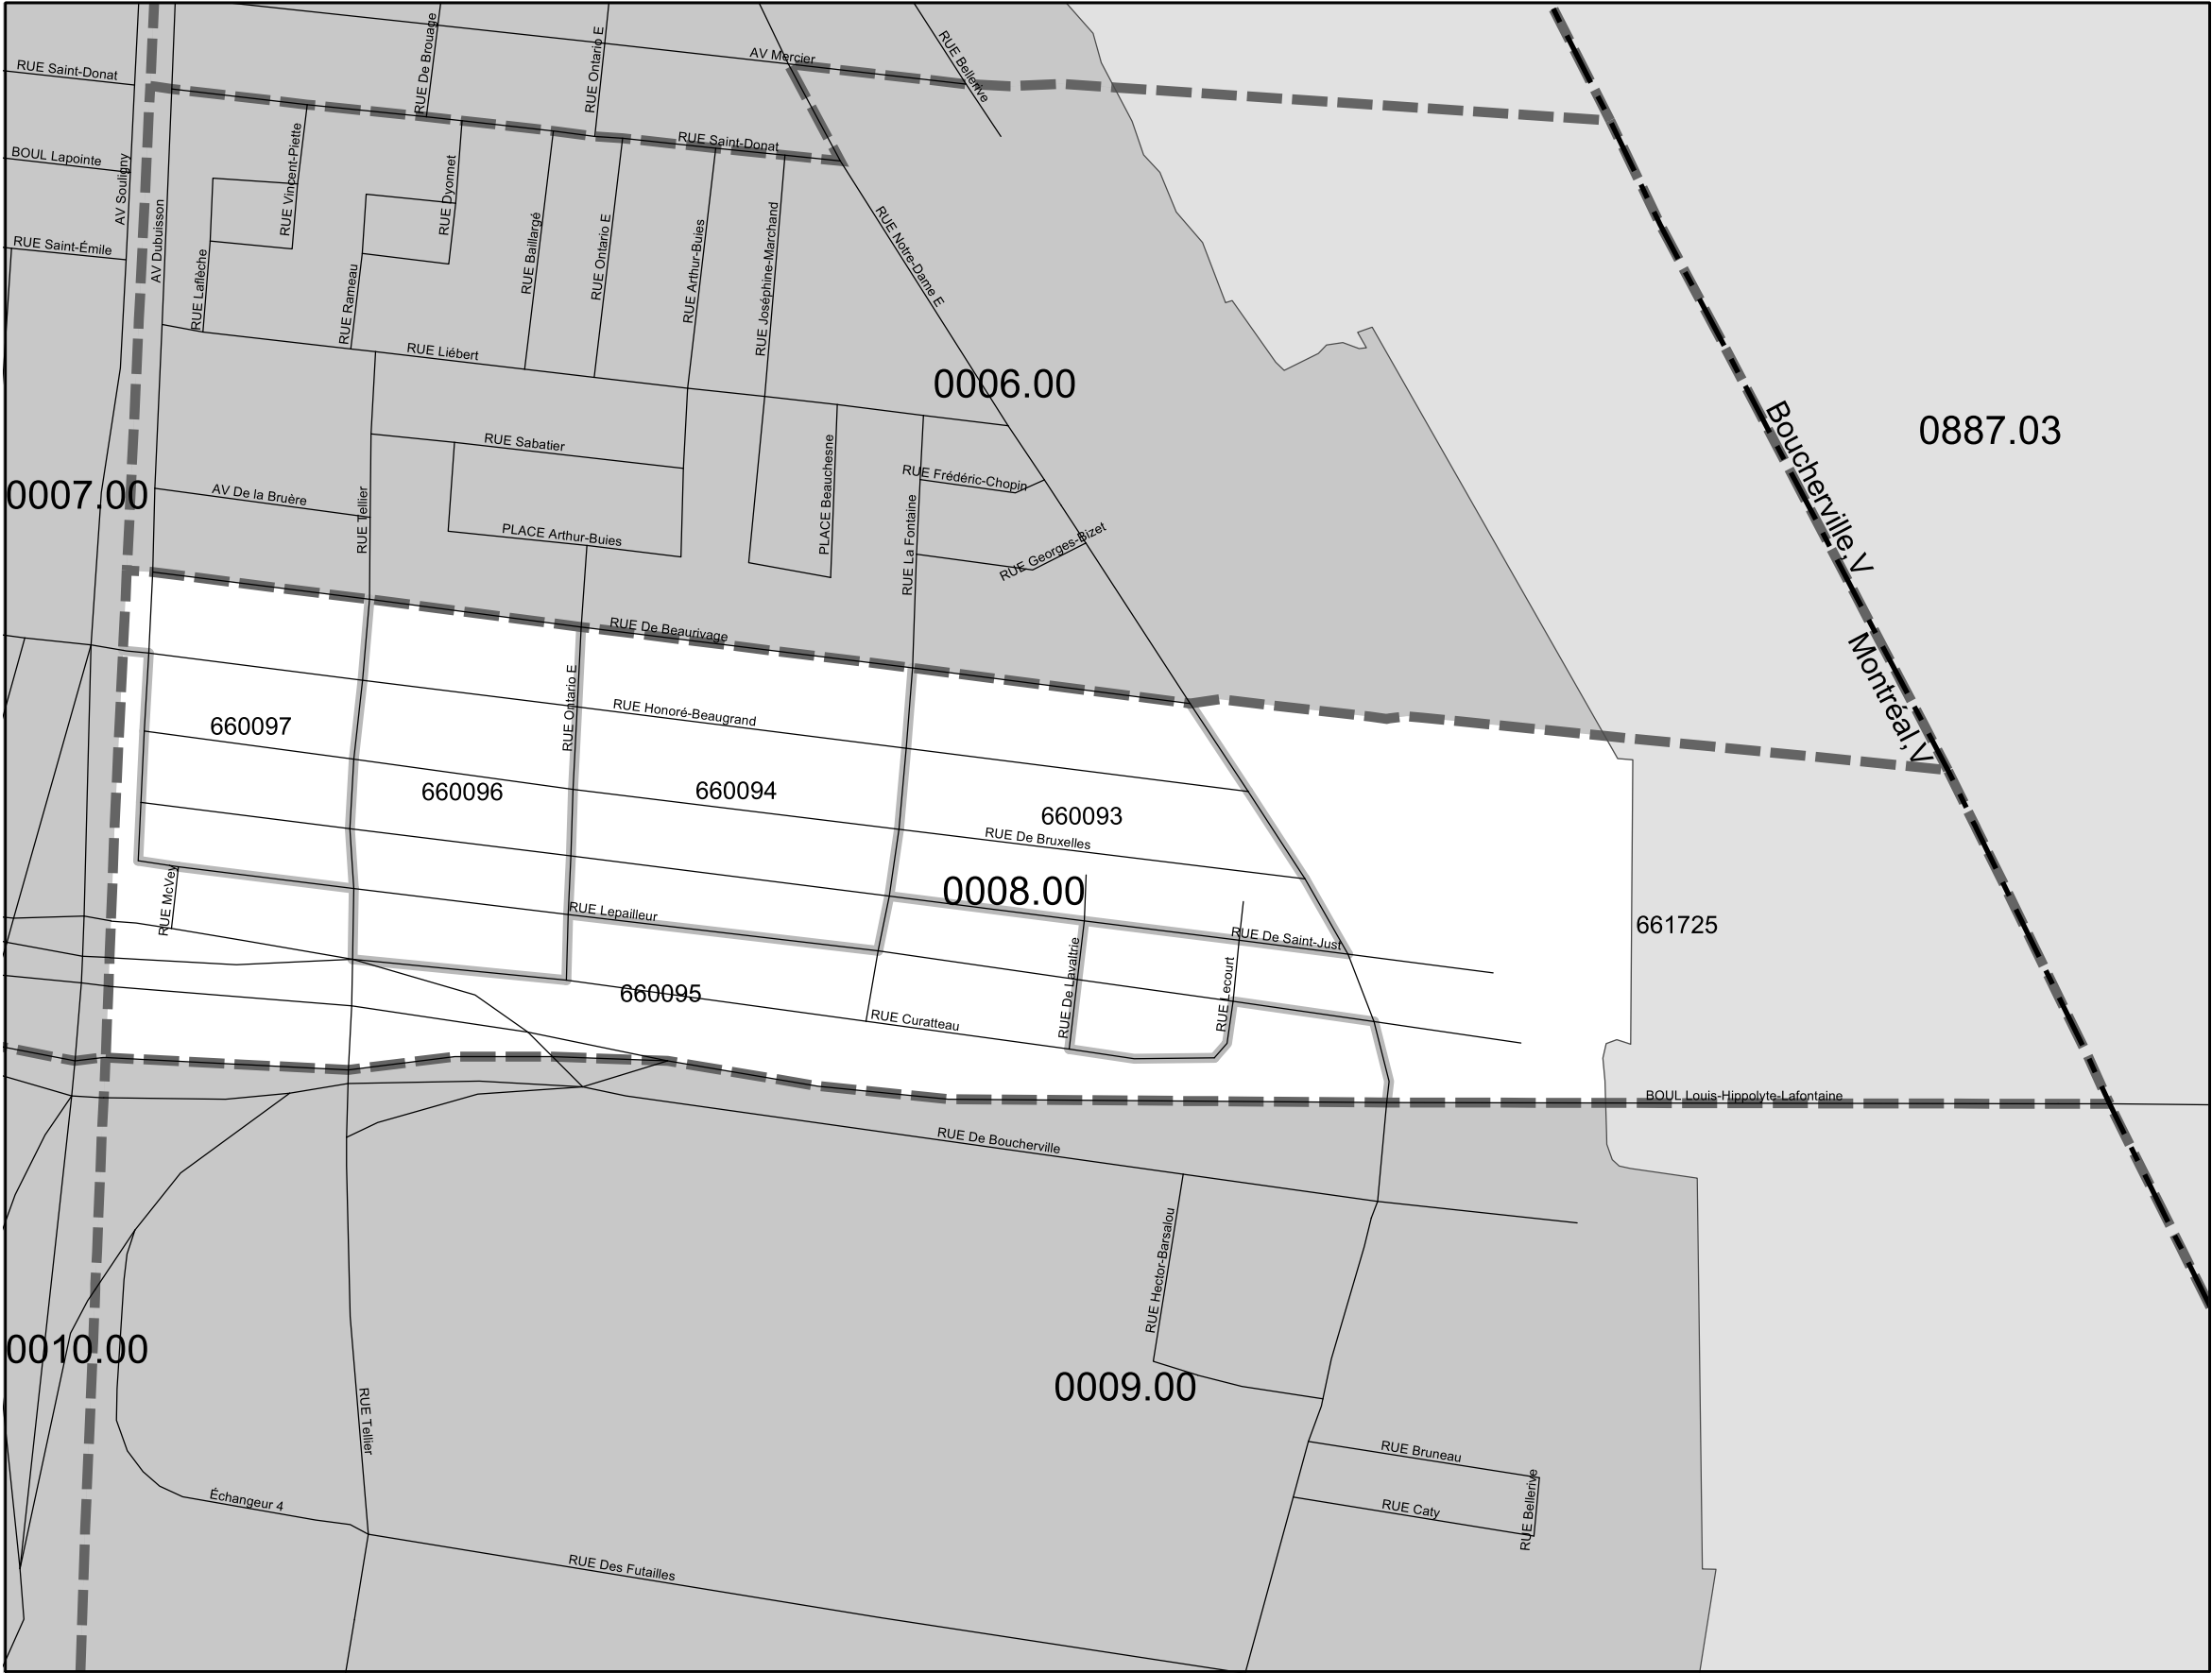 RUE De Brouage
RUE Ontario E
AV Mercier
RUE Bellerive
RUE Saint-Donat
RUE Saint-Donat
BOUL Lapointe
AV Souligny
RUE Vincent-Piette
RUE Dyonnet
AV Dubuisson
RUE Saint-Émile
RUE Laflèche
RUE Rameau
RUE Baillargé
RUE Ontario E
RUE Arthur-Buies
RUE Joséphine-Marchand
RUE Notre-Dame E
RUE Liébert
0006.00
0887.03
Boucherville, V
Montréal, V
RUE Sabatier
RUE Frédéric-Chopin
0007.00
AV De la Bruère
RUE Tellier
PLACE Arthur-Buies
PLACE Beauchesne
RUE La Fontaine
RUE Georges-Bizet
RUE De Beaurivage
RUE Ontario E
RUE Honoré-Beaugrand
660097
660096
660094
660093
RUE De Bruxelles
0008.00
RUE McVey
RUE Lepailleur
RUE De Saint-Just
661725
RUE De Lavaltrie
RUE Lecourt
660095
RUE Curatteau
BOUL Louis-Hippolyte-Lafontaine
RUE De Boucherville
RUE Hector-Barsalou
0010.00
0009.00
RUE Tellier
RUE Bruneau
RUE Caty
RUE Bellerive
Échangeur 4
RUE Des Futailles